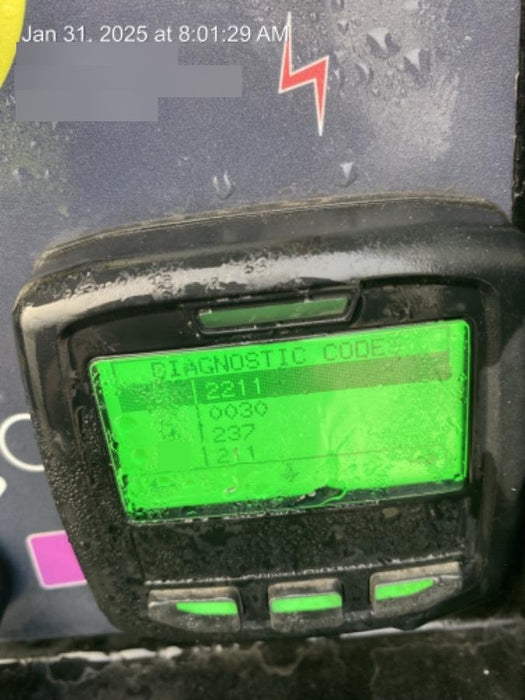 Jan 31. 2025 at 8:01:29 AM
DIAGNOSTIC CODES
2211
0030
237
211